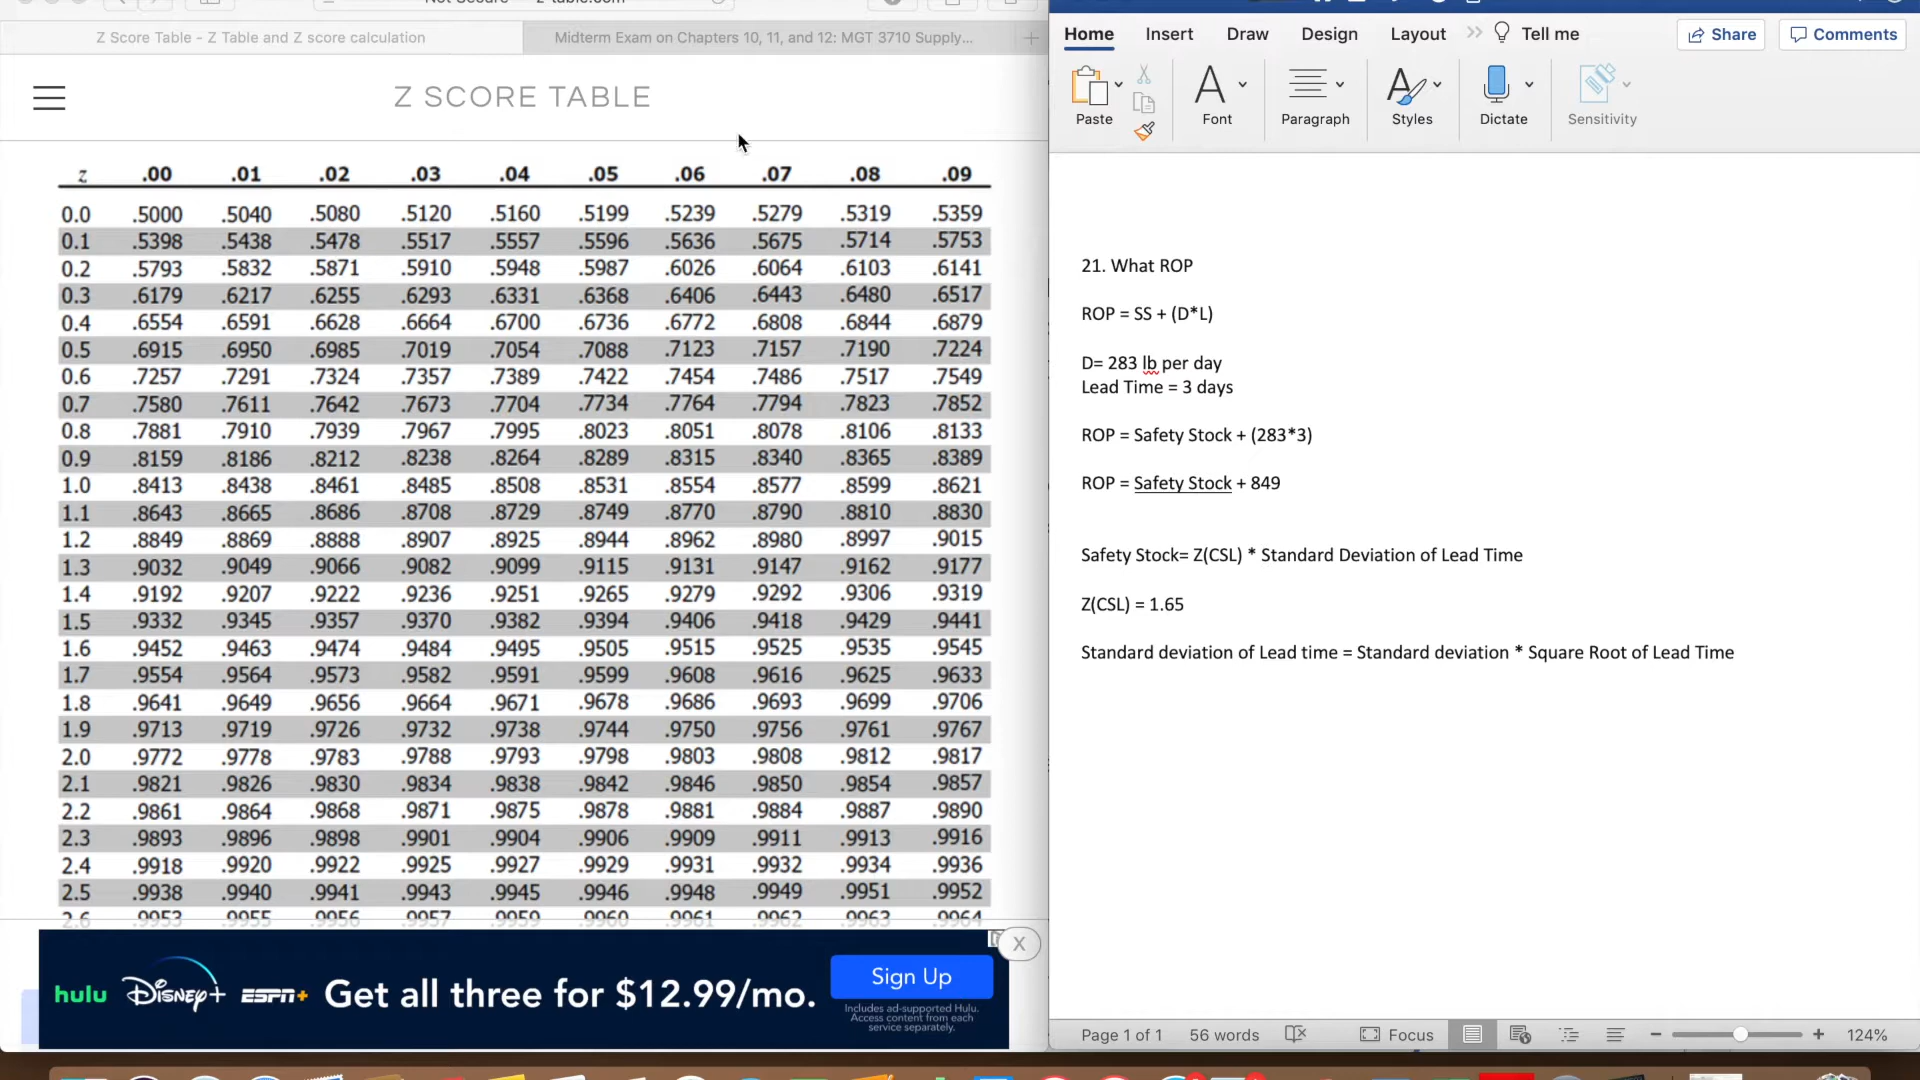 Z Score Table - Z Table and Z score calculation
Midterm Exam on Chapters 10, 11, and 12: MGT 3710 Supply...
Z SCORE TABLE
z .00 .01 .02 .03 .04 .05 .06 .07 .08 .09
0.0 .5000 .5040 .5080 .5120 .5160 .5199 .5239 .5279 .5319 .5359
0.1 .5398 .5438 .5478 .5517 .5557 .5596 .5636 .5675 .5714 .5753
0.2 .5793 .5832 .5871 .5910 .5948 .5987 .6026 .6064 .6103 .6141
0.3 .6179 .6217 .6255 .6293 .6331 .6368 .6406 .6443 .6480 .6517
0.4 .6554 .6591 .6628 .6664 .6700 .6736 .6772 .6808 .6844 .6879
0.5 .6915 .6950 .6985 .7019 .7054 .7088 .7123 .7157 .7190 .7224
0.6 .7257 .7291 .7324 .7357 .7389 .7422 .7454 .7486 .7517 .7549
0.7 .7580 .7611 .7642 .7673 .7704 .7734 .7764 .7794 .7823 .7852
0.8 .7881 .7910 .7939 .7967 .7995 .8023 .8051 .8078 .8106 .8133
0.9 .8159 .8186 .8212 .8238 .8264 .8289 .8315 .8340 .8365 .8389
1.0 .8413 .8438 .8461 .8485 .8508 .8531 .8554 .8577 .8599 .8621
1.1 .8643 .8665 .8686 .8708 .8729 .8749 .8770 .8790 .8810 .8830
1.2 .8849 .8869 .8888 .8907 .8925 .8944 .8962 .8980 .8997 .9015
1.3 .9032 .9049 .9066 .9082 .9099 .9115 .9131 .9147 .9162 .9177
1.4 .9192 .9207 .9222 .9236 .9251 .9265 .9279 .9292 .9306 .9319
1.5 .9332 .9345 .9357 .9370 .9382 .9394 .9406 .9418 .9429 .9441
1.6 .9452 .9463 .9474 .9484 .9495 .9505 .9515 .9525 .9535 .9545
1.7 .9554 .9564 .9573 .9582 .9591 .9599 .9608 .9616 .9625 .9633
1.8 .9641 .9649 .9656 .9664 .9671 .9678 .9686 .9693 .9699 .9706
1.9 .9713 .9719 .9726 .9732 .9738 .9744 .9750 .9756 .9761 .9767
2.0 .9772 .9778 .9783 .9788 .9793 .9798 .9803 .9808 .9812 .9817
2.1 .9821 .9826 .9830 .9834 .9838 .9842 .9846 .9850 .9854 .9857
2.2 .9861 .9864 .9868 .9871 .9875 .9878 .9881 .9884 .9887 .9890
2.3 .9893 .9896 .9898 .9901 .9904 .9906 .9909 .9911 .9913 .9916
2.4 .9918 .9920 .9922 .9925 .9927 .9929 .9931 .9932 .9934 .9936
2.5 .9938 .9940 .9941 .9943 .9945 .9946 .9948 .9949 .9951 .9952
2.6 .9953 .9955 .9956 .9957 .9959 .9960 .9961 .9962 .9963 .9964
hulu Disney+ ESPN+ Get all three for $12.99/mo.
Sign Up
Includes ad-supported Hulu.
Access content from each
service separately.
X
Home Insert Draw Design Layout Tell me Share Comments
Paste Font Paragraph Styles Dictate Sensitivity
21. What ROP
ROP = SS + (D*L)
D= 283 lb per day
Lead Time = 3 days
ROP = Safety Stock + (283*3)
ROP = Safety Stock + 849
Safety Stock= Z(CSL) * Standard Deviation of Lead Time
Z(CSL) = 1.65
Standard deviation of Lead time = Standard deviation * Square Root of Lead Time
Page 1 of 1 56 words Focus 124%